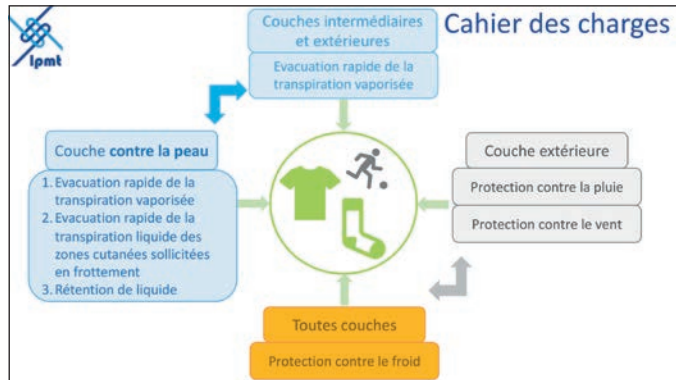 lpmt
Couches intermédiaires
et extérieures
Cahier des charges
Evacuation rapide de la
transpiration vaporisée
Couche contre la peau
1. Evacuation rapide de la
transpiration vaporisée
2. Evacuation rapide de la
transpiration liquide des
zones cutanées sollicitées
en frottement
3. Rétention de liquide
Couche extérieure
Protection contre la pluie
Protection contre le vent
Toutes couches
Protection contre le froid